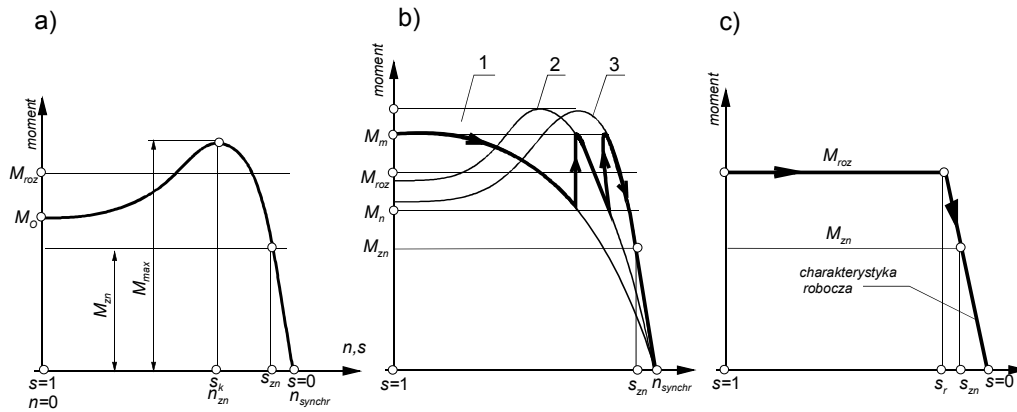 a)
moment
M_roz
M_O
M_zn
M_max
n,s
s=1
n=0
s_k
n_zn
s_zn
s=0
n_synchr
b)
moment
1
2
3
M_m
M_roz
M_n
M_zn
s=1
s_zn
n_synchr
c)
moment
M_roz
M_zn
charakterystyka
robocza
s=1
s_r
s_zn
s=0